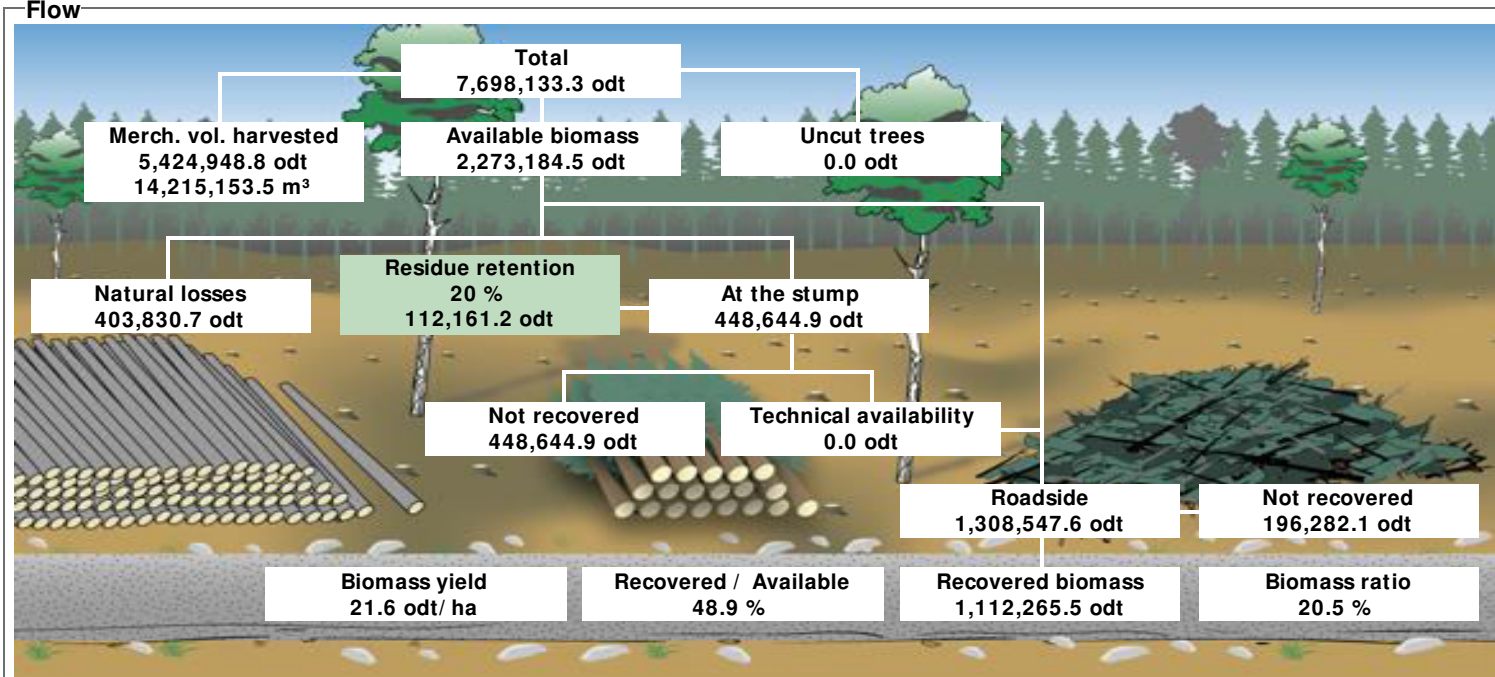 Flow
Total
7,698,133.3 odt
Merch. vol. harvested
5,424,948.8 odt
14,215,153.5 m³
Available biomass
2,273,184.5 odt
Uncut trees
0.0 odt
Natural losses
403,830.7 odt
Residue retention
20 %
112,161.2 odt
At the stump
448,644.9 odt
Not recovered
448,644.9 odt
Technical availability
0.0 odt
Roadside
1,308,547.6 odt
Not recovered
196,282.1 odt
Biomass yield
21.6 odt/ ha
Recovered / Available
48.9 %
Recovered biomass
1,112,265.5 odt
Biomass ratio
20.5 %